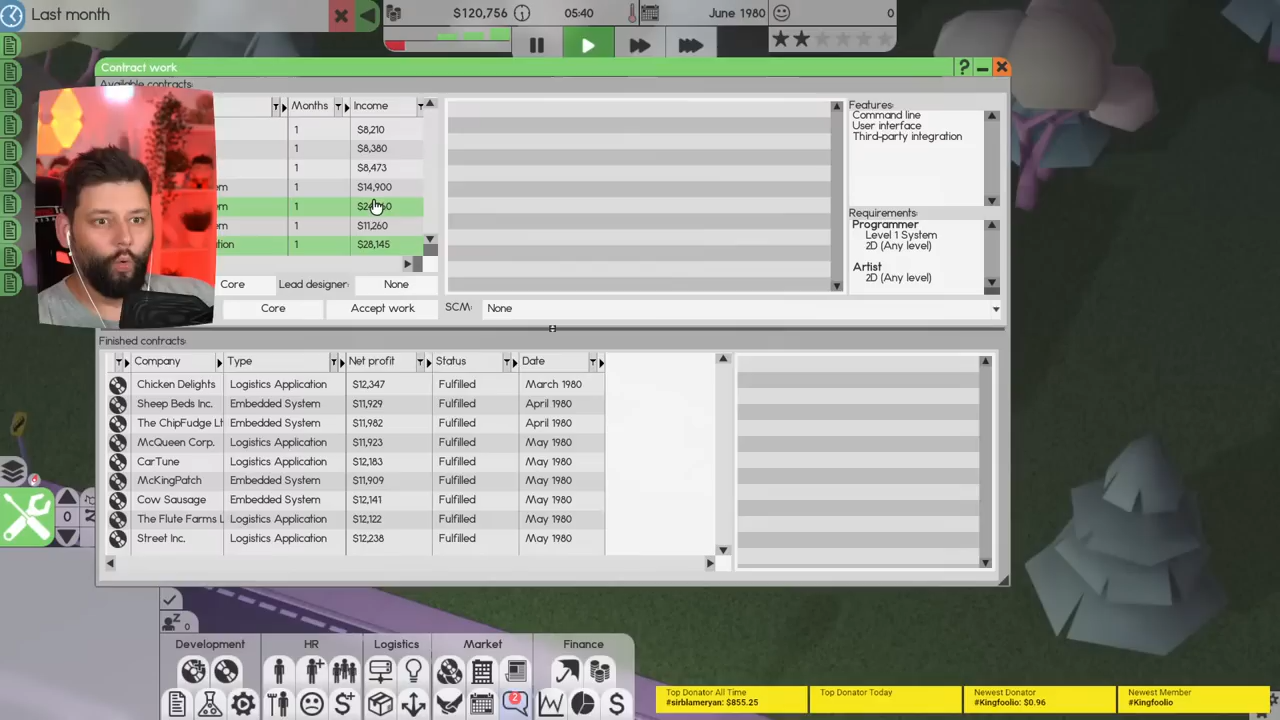 Last month
$120,756
05:40
June 1980
0
Contract work
?
Available contracts:
Months
Income
1
$8,210
1
$8,380
1
$8,473
em
1
$14,900
em
1
em
1
$11,260
ation
1
$28,145
Features:
Command line
User interface
Third-party integration
Requirements:
Programmer
Level 1 System
2D (Any level)
Artist
2D (Any level)
Core
Lead designer:
None
Core
Accept work
SCM:
None
Finished contracts:
Company
Type
Net profit
Status
Date
Chicken Delights
Logistics Application
$12,347
Fulfilled
March 1980
Sheep Beds Inc.
Embedded System
$11,929
Fulfilled
April 1980
The ChipFudge Lt
Embedded System
$11,982
Fulfilled
April 1980
McQueen Corp.
Logistics Application
$11,923
Fulfilled
May 1980
CarTune
Logistics Application
$12,183
Fulfilled
May 1980
McKingPatch
Embedded System
$11,909
Fulfilled
May 1980
Cow Sausage
Embedded System
$12,141
Fulfilled
May 1980
The Flute Farms L
Logistics Application
$12,122
Fulfilled
May 1980
Street Inc.
Logistics Application
$12,238
Fulfilled
May 1980
0
0
Development
HR
Logistics
Market
Finance
2
Top Donator All Time
#sirblameryan: $855.25
Top Donator Today
Newest Donator
#Kingfoolio: $0.96
Newest Member
#Kingfoolio